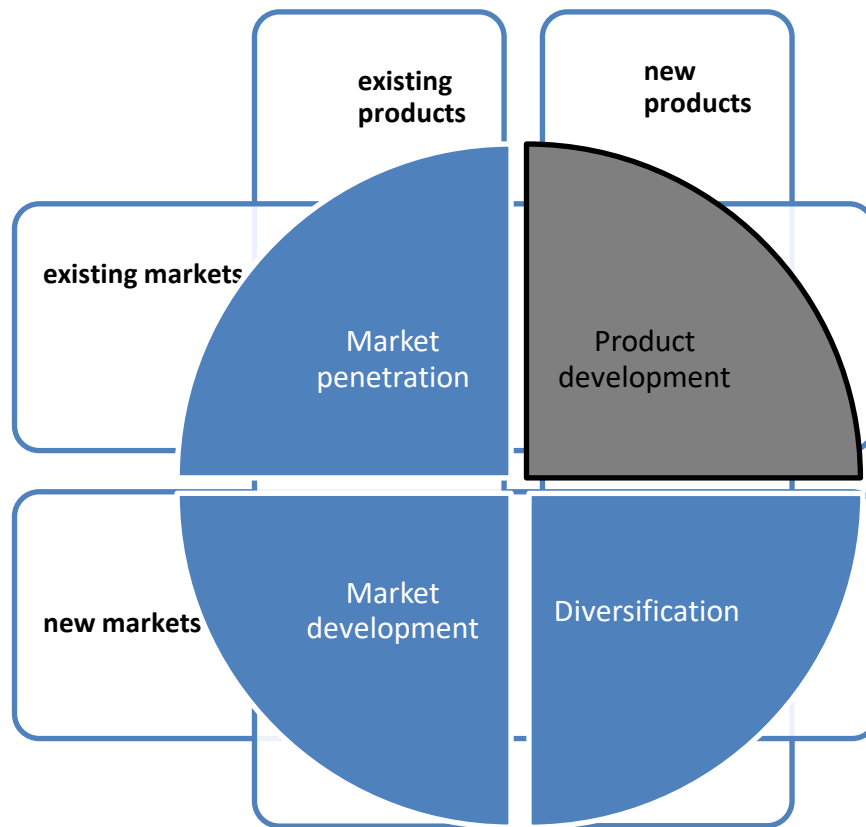 existing
products
new
products
existing markets
Market
penetration
Product
development
new markets
Market
development
Diversification